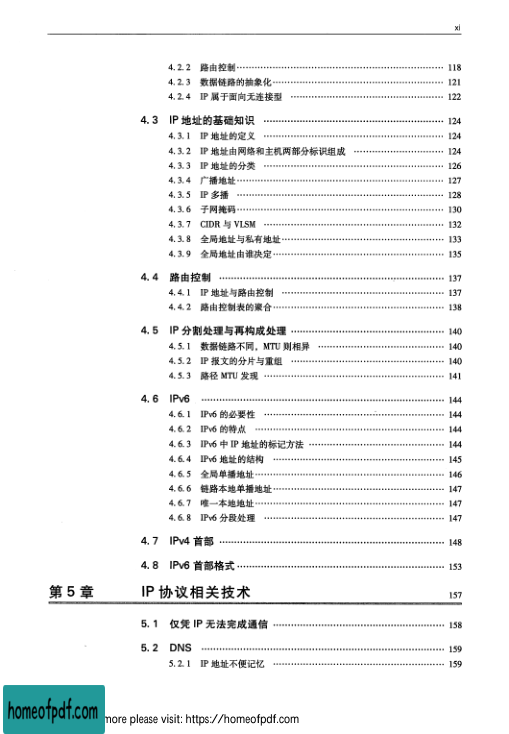 xi
4.2.2 路由控制 118
4.2.3 数据链路的抽象化 121
4.2.4 IP 属于面向无连接型 122
4.3 IP 地址的基础知识 124
4.3.1 IP 地址的定义 124
4.3.2 IP 地址由网络和主机两部分标识组成 124
4.3.3 IP 地址的分类 126
4.3.4 广播地址 127
4.3.5 IP 多播 128
4.3.6 子网掩码 130
4.3.7 CIDR 与 VLSM 132
4.3.8 全局地址与私有地址 133
4.3.9 全局地址由谁决定 135
4.4 路由控制 137
4.4.1 IP 地址与路由控制 137
4.4.2 路由控制表的聚合 138
4.5 IP 分割处理与再构成处理 140
4.5.1 数据链路不同，MTU 则相异 140
4.5.2 IP 报文的分片与重组 140
4.5.3 路径 MTU 发现 141
4.6 IPv6 144
4.6.1 IPv6 的必要性 144
4.6.2 IPv6 的特点 144
4.6.3 IPv6 中 IP 地址的标记方法 144
4.6.4 IPv6 地址的结构 145
4.6.5 全局单播地址 146
4.6.6 链路本地单播地址 147
4.6.7 唯一本地地址 147
4.6.8 IPv6 分段处理 147
4.7 IPv4 首部 148
4.8 IPv6 首部格式 153
第 5 章 IP 协议相关技术 157
5.1 仅凭 IP 无法完成通信 158
5.2 DNS 159
5.2.1 IP 地址不便记忆 159
homeofpdf.com more please visit: https://homeofpdf.com